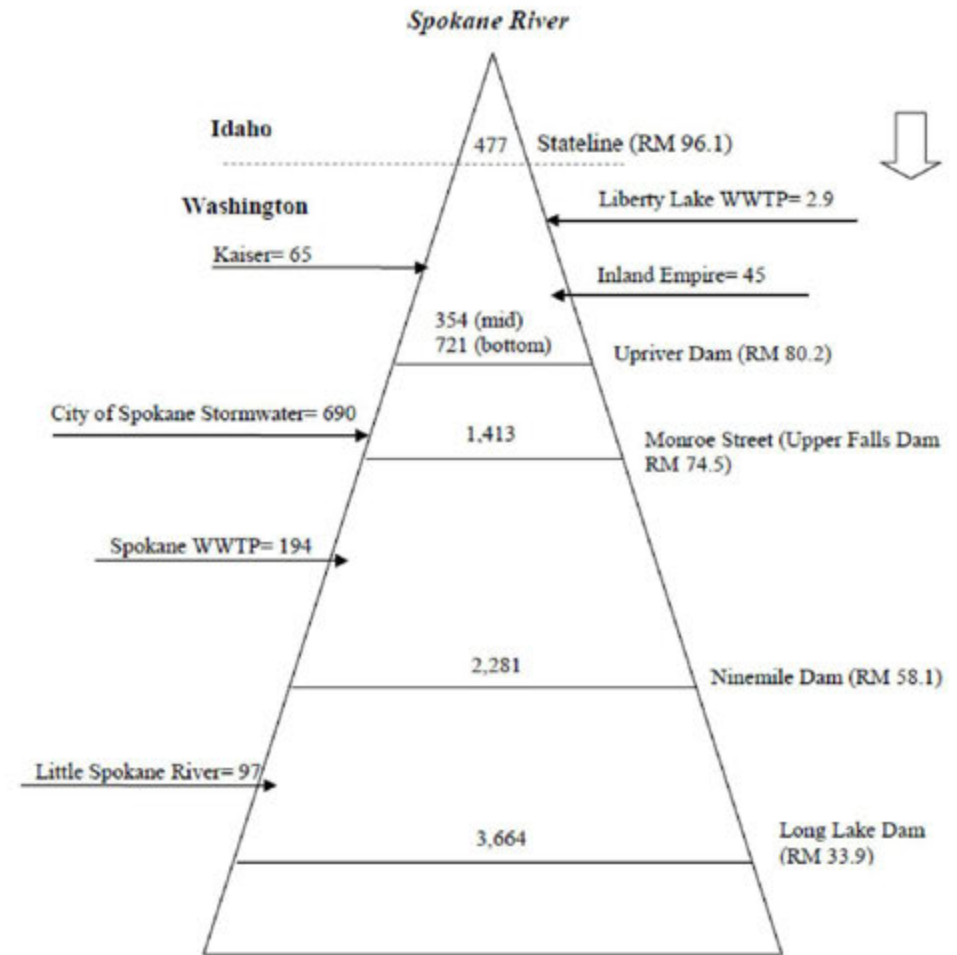 Spokane River
Idaho
477
Stateline (RM 96.1)
Washington
Liberty Lake WWTP= 2.9
Kaiser= 65
Inland Empire= 45
354 (mid)
721 (bottom)
Upriver Dam (RM 80.2)
City of Spokane Stormwater= 690
1,413
Monroe Street (Upper Falls Dam
RM 74.5)
Spokane WWTP= 194
2,281
Ninemile Dam (RM 58.1)
Little Spokane River= 97
3,664
Long Lake Dam
(RM 33.9)